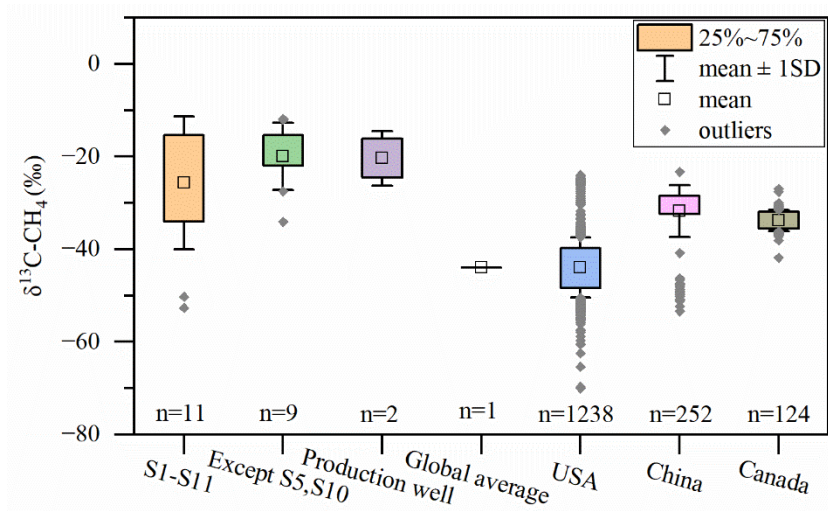 25%~75%
mean ± 1SD
mean
outliers
0
−20
−40
−60
−80
δ¹³C-CH₄ (‰)
n=11 n=9 n=2 n=1 n=1238 n=252 n=124
S1-S11 Except S5,S10 Production well Global average USA China Canada